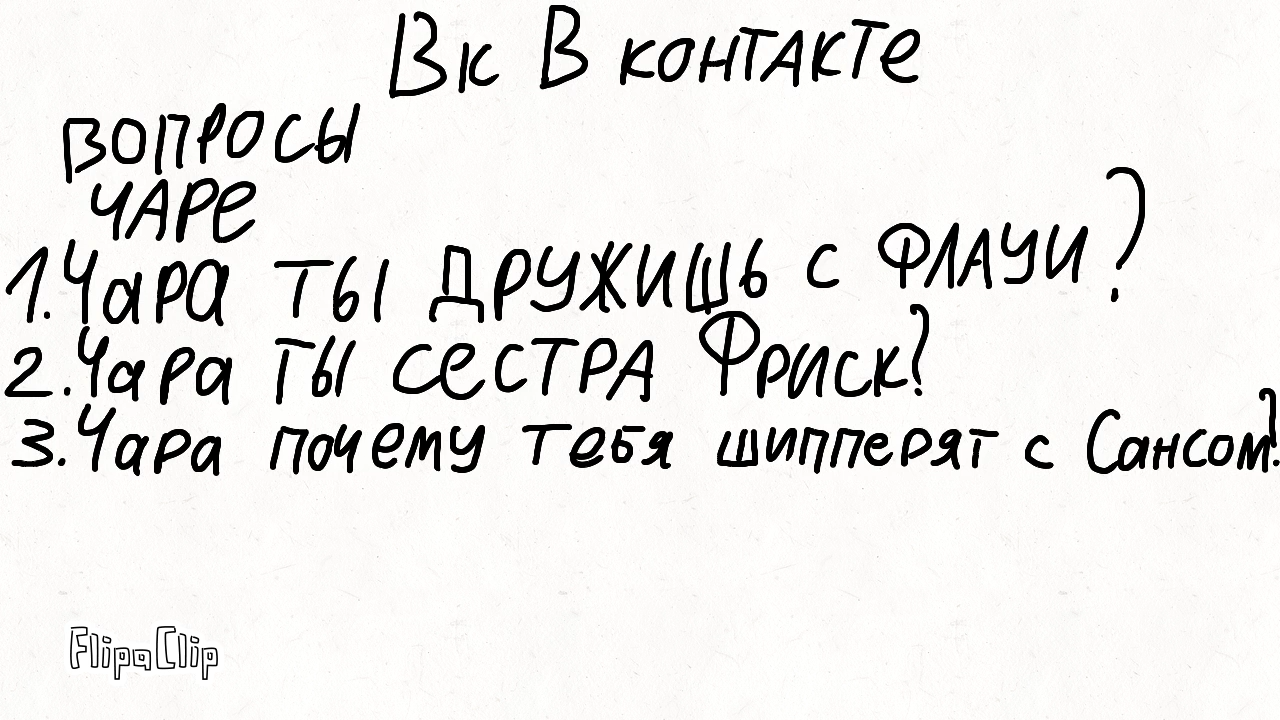 Вк В контакте
ВОПРОСЫ
ЧАРЕ
1. Чара ТЫ ДРУЖИШЬ С ФЛАУИ?
2. Чара ТЫ СЕСТРА Фриск?
3. Чара почему тебя шипперят с Сансом?
FlipaClip